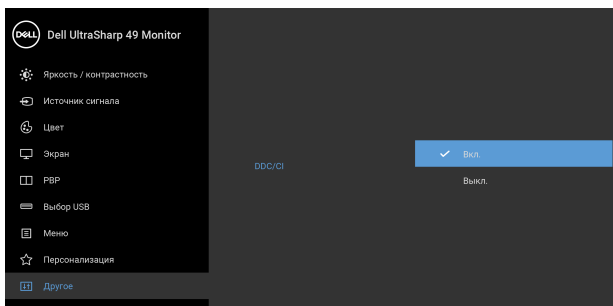 DELL
Dell UltraSharp 49 Monitor
Яркость / контрастность
Источник сигнала
Цвет
Экран
PBP
Выбор USB
Меню
Персонализация
Другое
DDC/CI
Вкл.
Выкл.